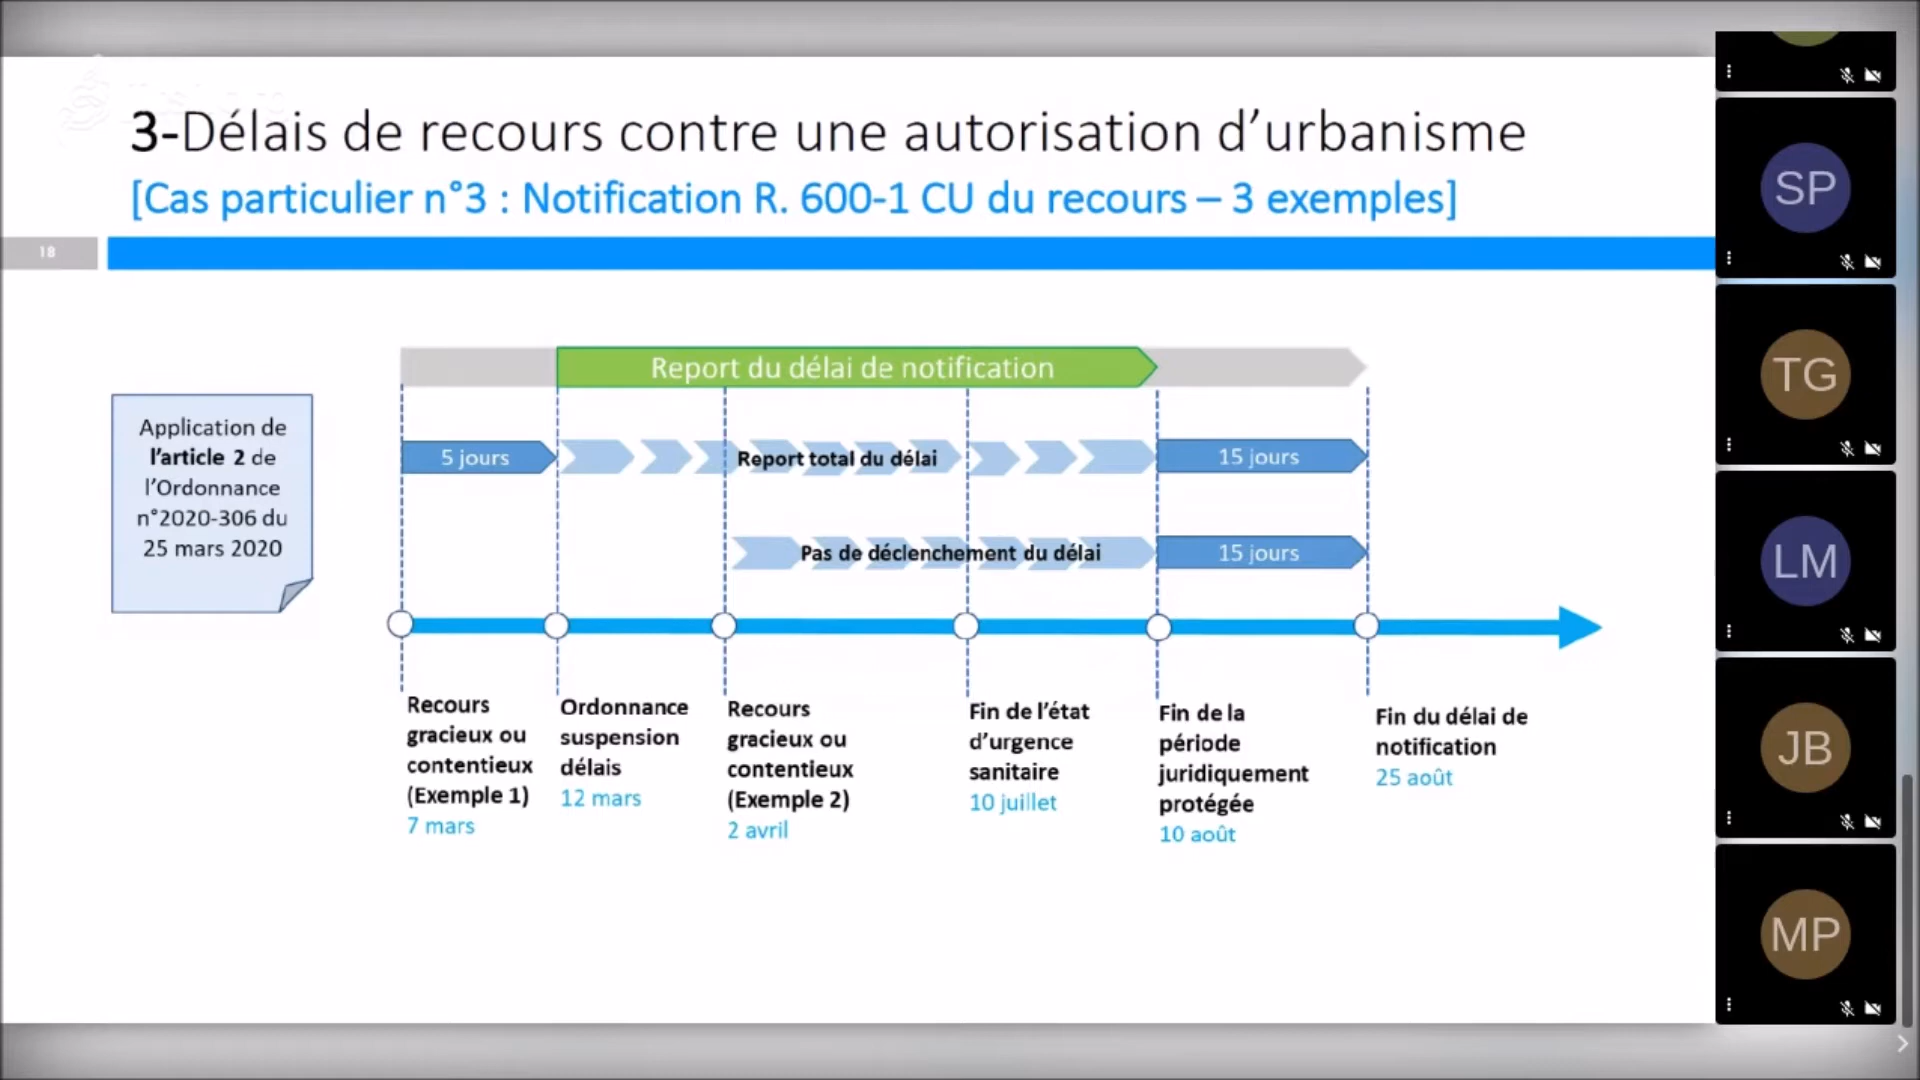 3-Délais de recours contre une autorisation d’urbanisme
[Cas particulier n°3 : Notification R. 600-1 CU du recours – 3 exemples]
18
Report du délai de notification
Application de
l’article 2 de
l’Ordonnance
n°2020-306 du
25 mars 2020
5 jours
Report total du délai
15 jours
Pas de déclenchement du délai
15 jours
Recours
gracieux ou
contentieux
(Exemple 1)
7 mars
Ordonnance
suspension
délais
12 mars
Recours
gracieux ou
contentieux
(Exemple 2)
2 avril
Fin de l’état
d’urgence
sanitaire
10 juillet
Fin de la
période
juridiquement
protégée
10 août
Fin du délai de
notification
25 août
SP
TG
LM
JB
MP